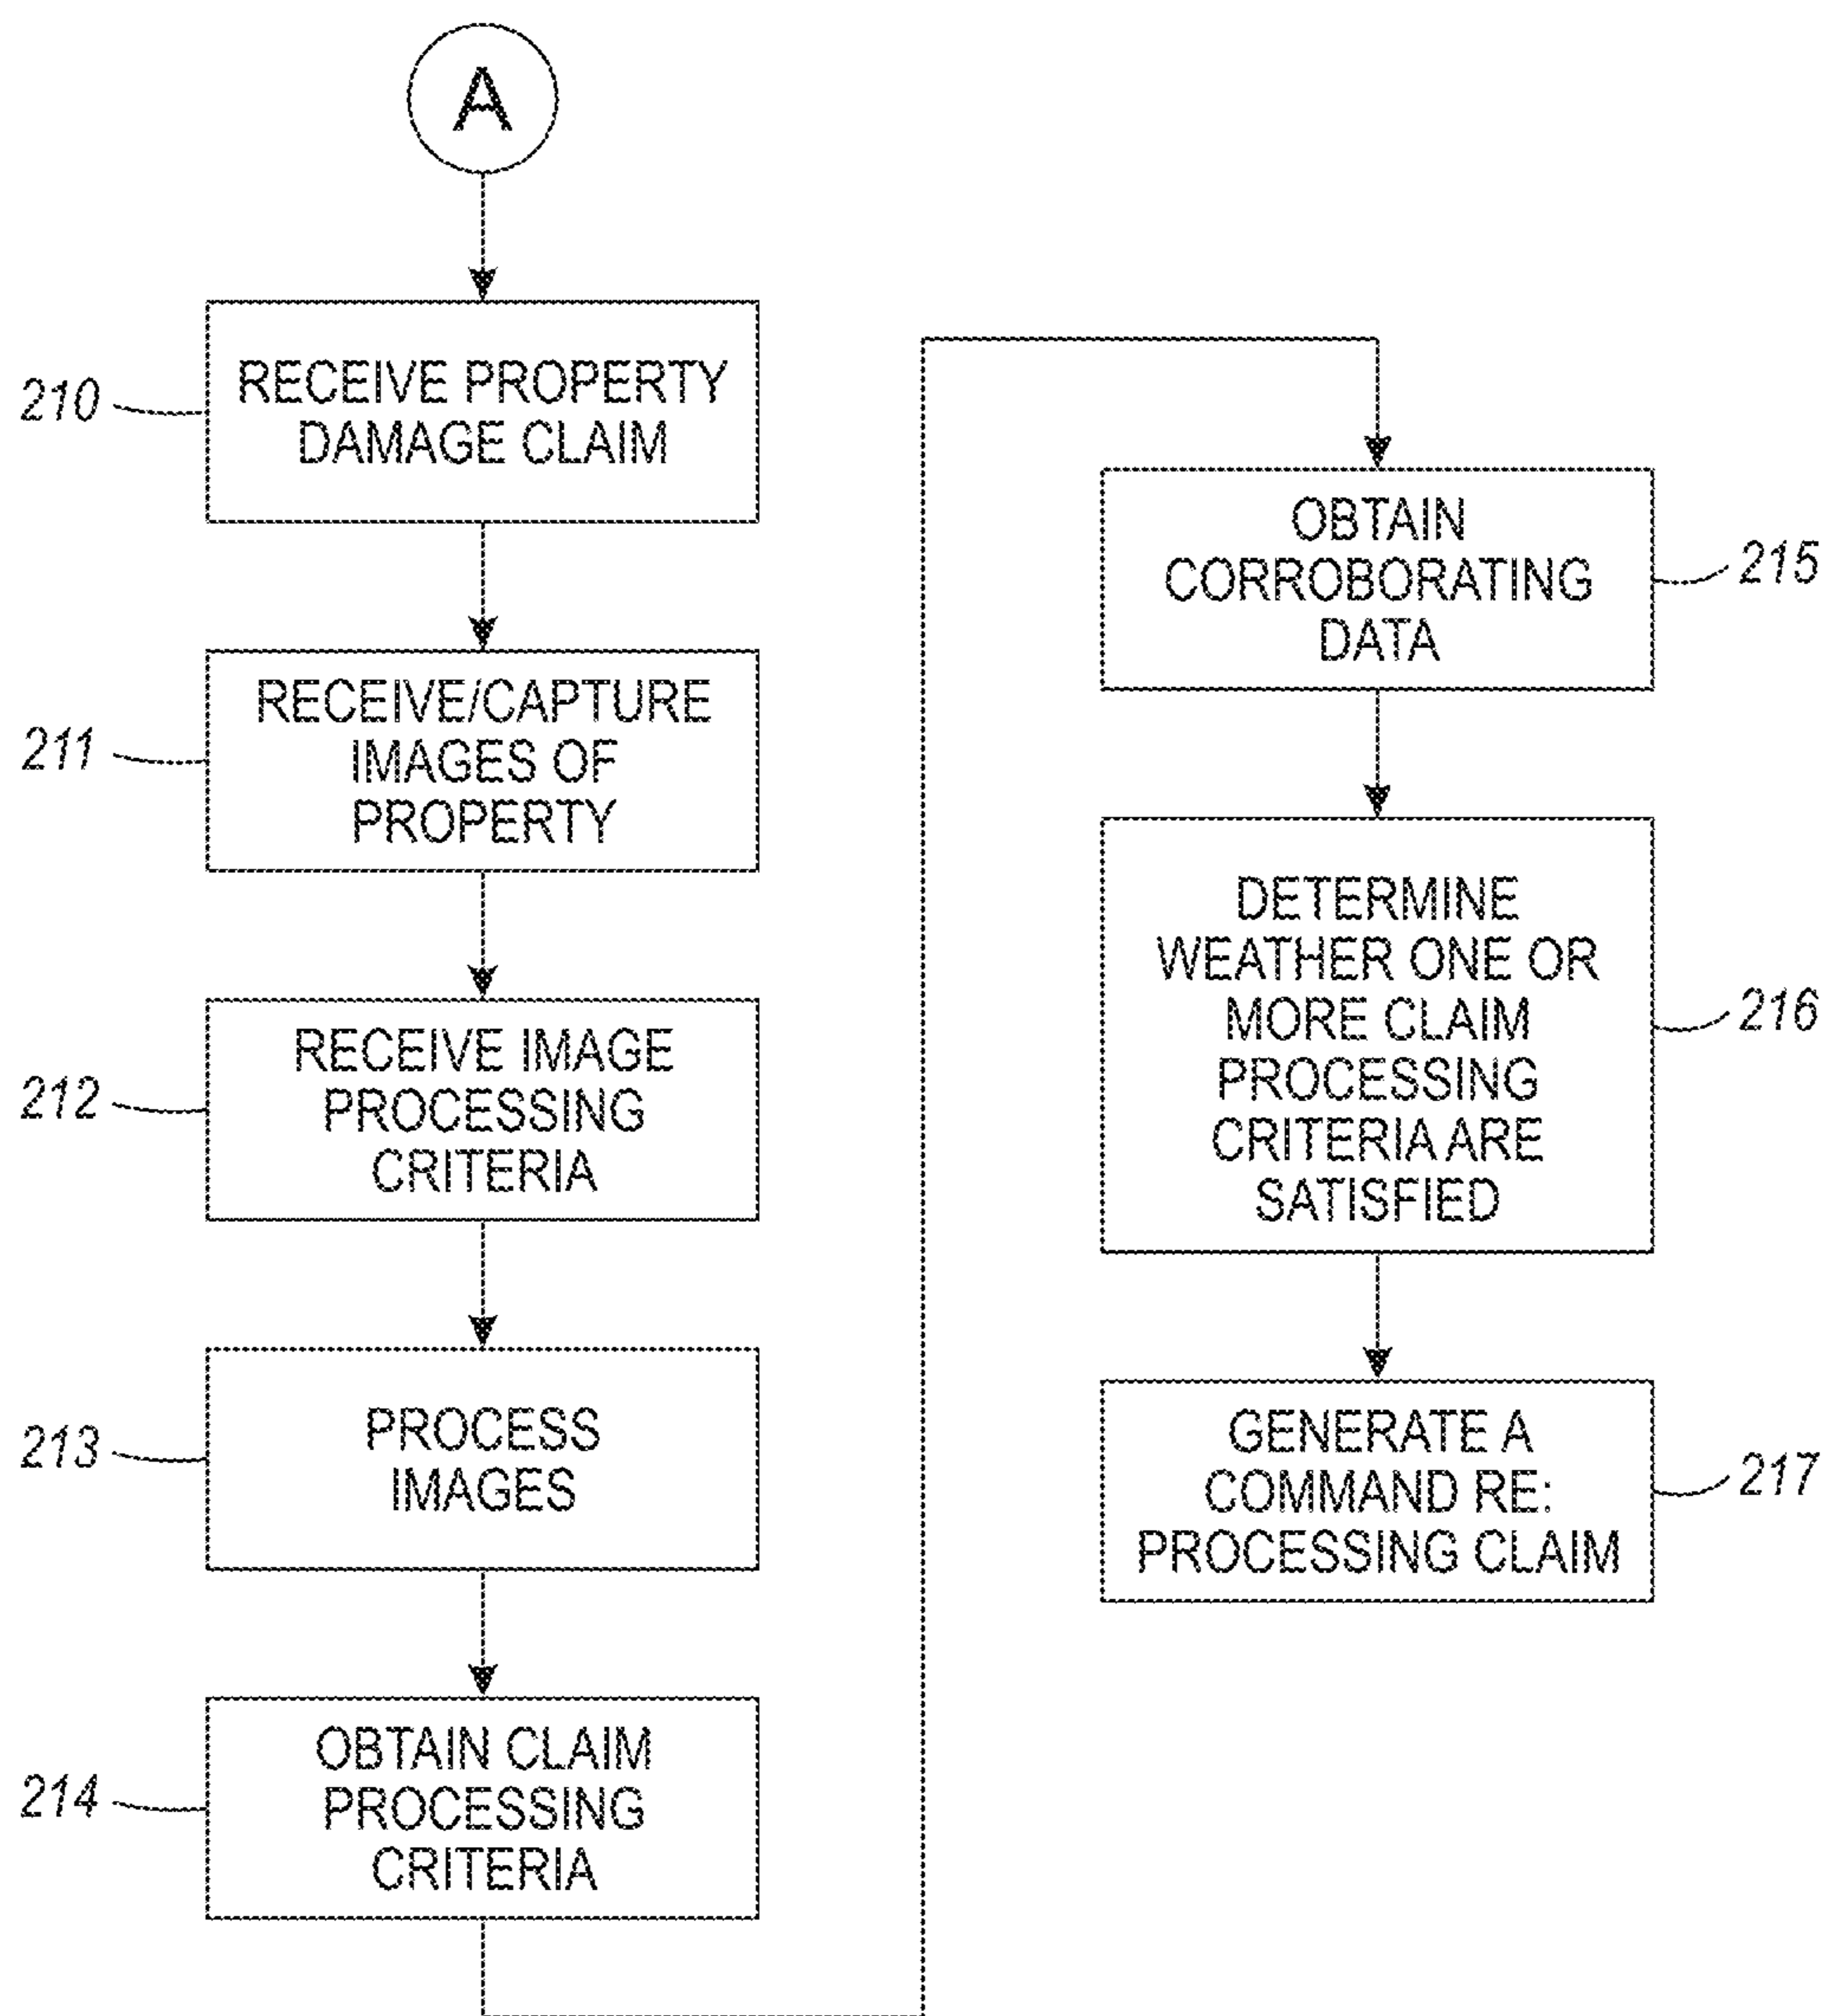 A
210
RECEIVE PROPERTY
DAMAGE CLAIM
211
RECEIVE/CAPTURE
IMAGES OF
PROPERTY
212
RECEIVE IMAGE
PROCESSING
CRITERIA
213
PROCESS
IMAGES
214
OBTAIN CLAIM
PROCESSING
CRITERIA
OBTAIN
CORROBORATING
DATA
215
DETERMINE
WEATHER ONE OR
MORE CLAIM
PROCESSING
CRITERIA ARE
SATISFIED
216
GENERATE A
COMMAND RE:
PROCESSING CLAIM
217